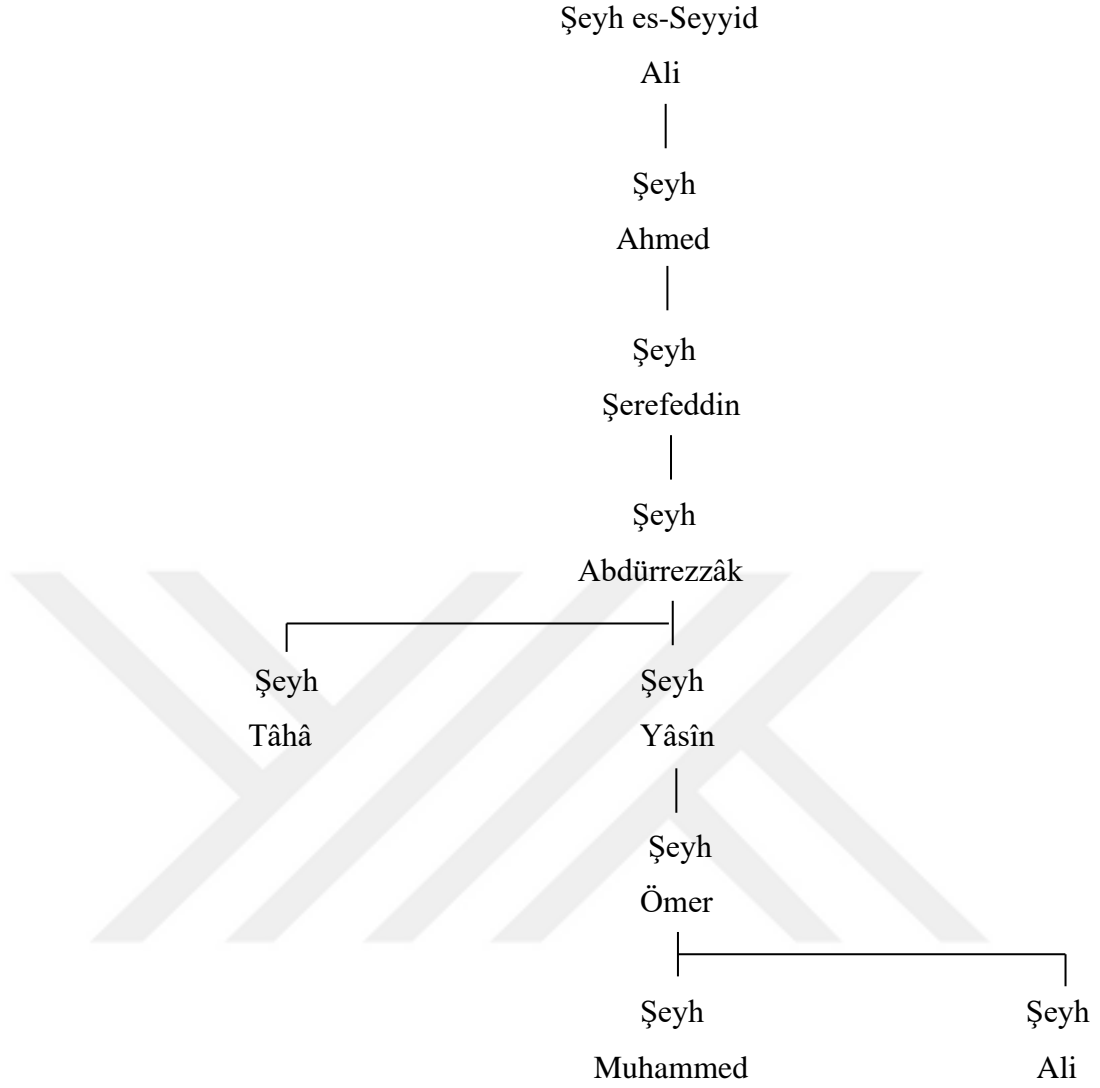 Şeyh es-Seyyid
Ali
Şeyh
Ahmed
Şeyh
Şerefeddin
Şeyh
Abdürrezzâk
Şeyh
Tâhâ
Şeyh
Yâsîn
Şeyh
Ömer
Şeyh
Muhammed
Şeyh
Ali